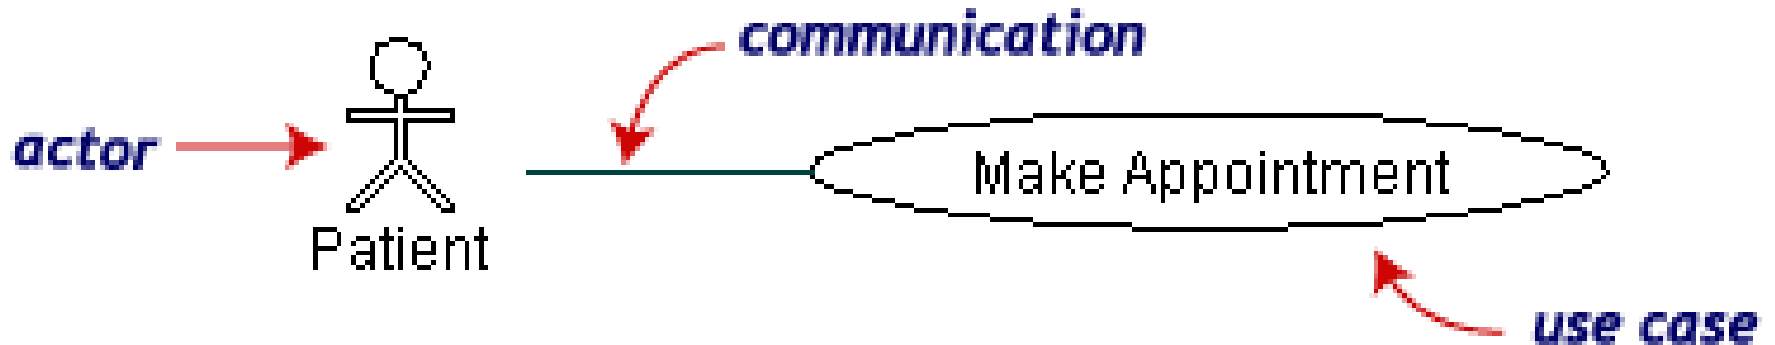 communication
actor
Make Appointment
Patient
use case